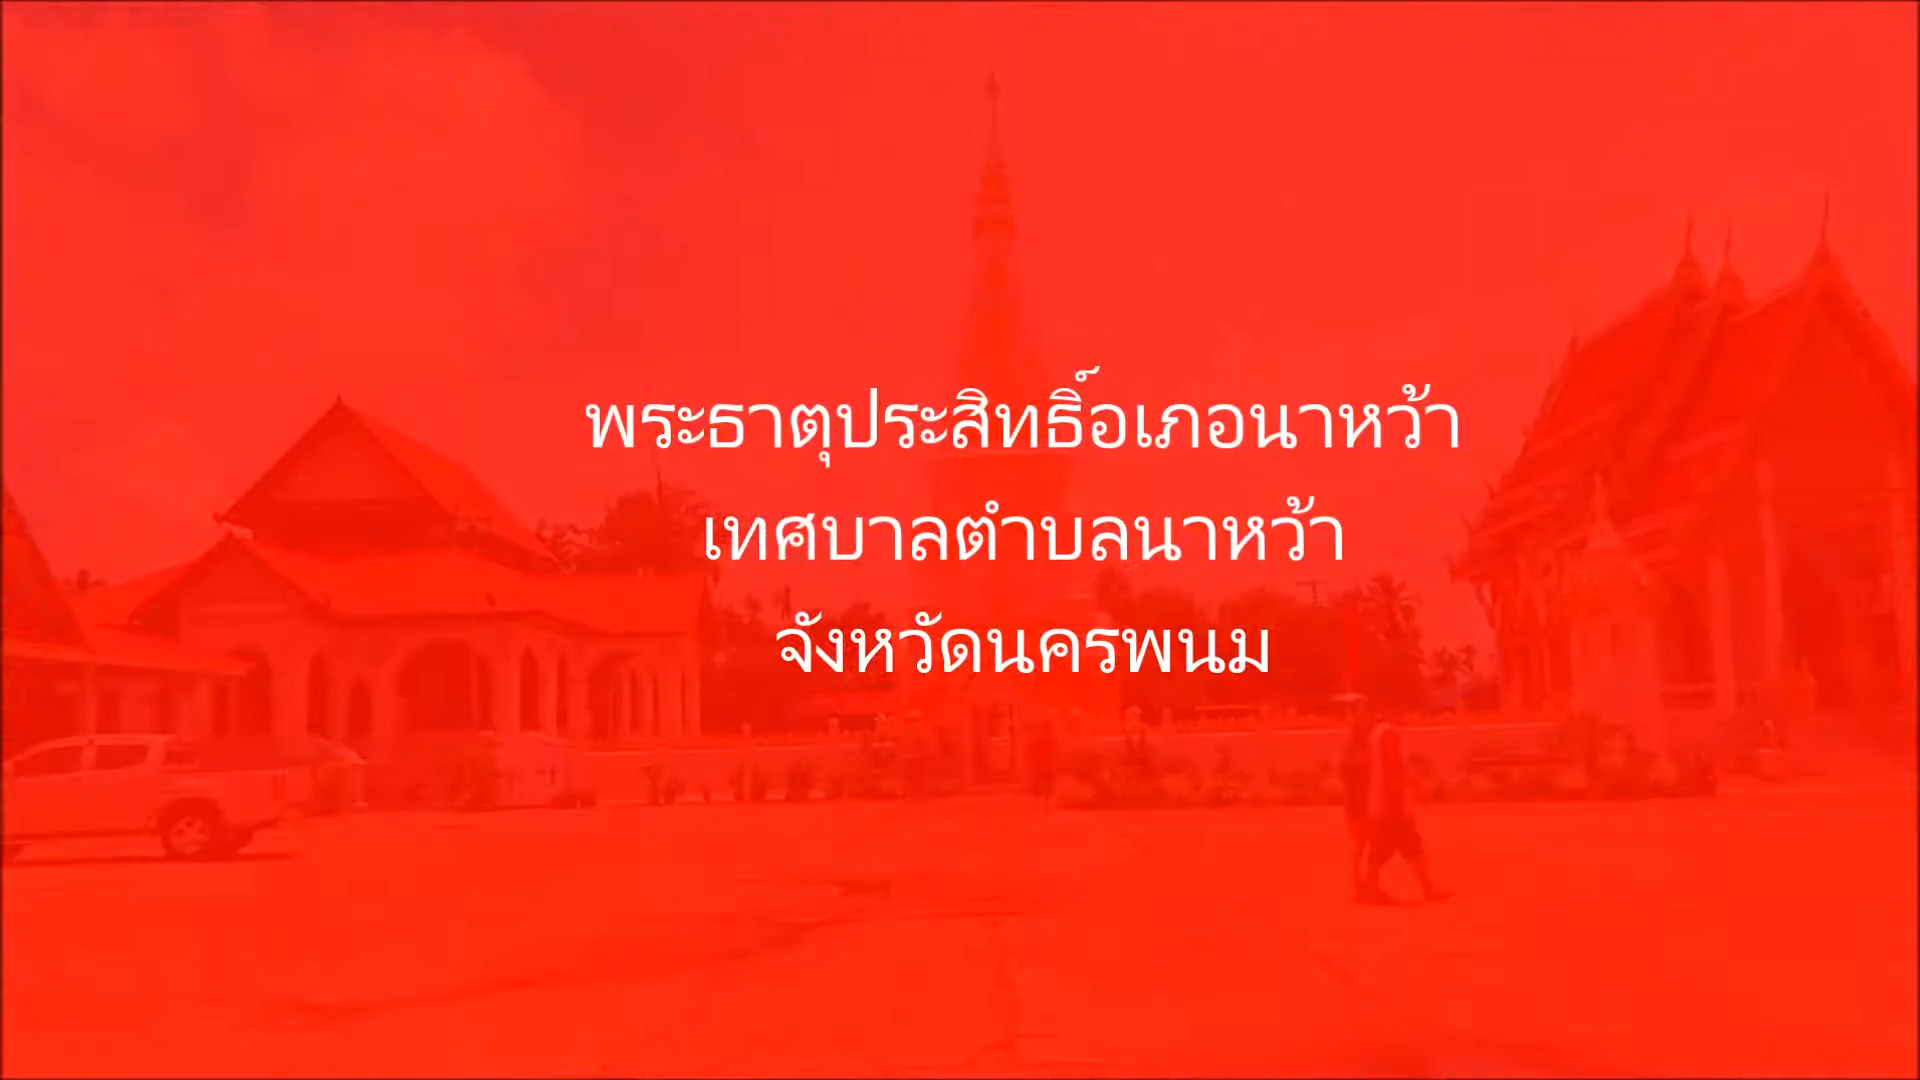 พระธาตุประสิทธิ์อเภอนาหว้า
เทศบาลตำบลนาหว้า
จังหวัดนครพนม